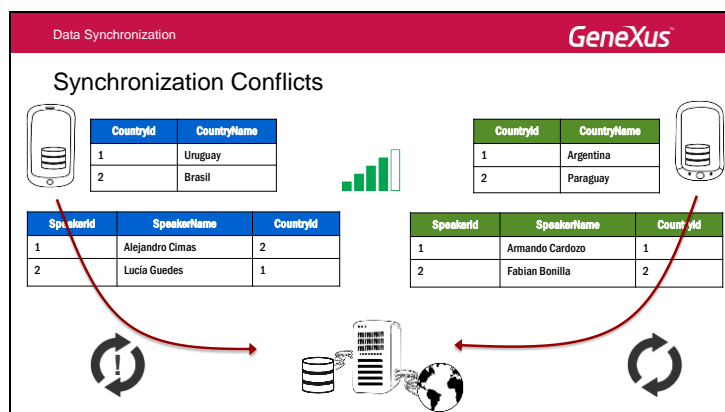 Data Synchronization
GeneXus™
Synchronization Conflicts
CountryId CountryName
1 Uruguay
2 Brasil
CountryId CountryName
1 Argentina
2 Paraguay
SpeakerId SpeakerName CountryId
1 Alejandro Cimas 2
2 Lucía Guedes 1
SpeakerId SpeakerName CountryId
1 Armando Cardozo 1
2 Fabian Bonilla 2
!